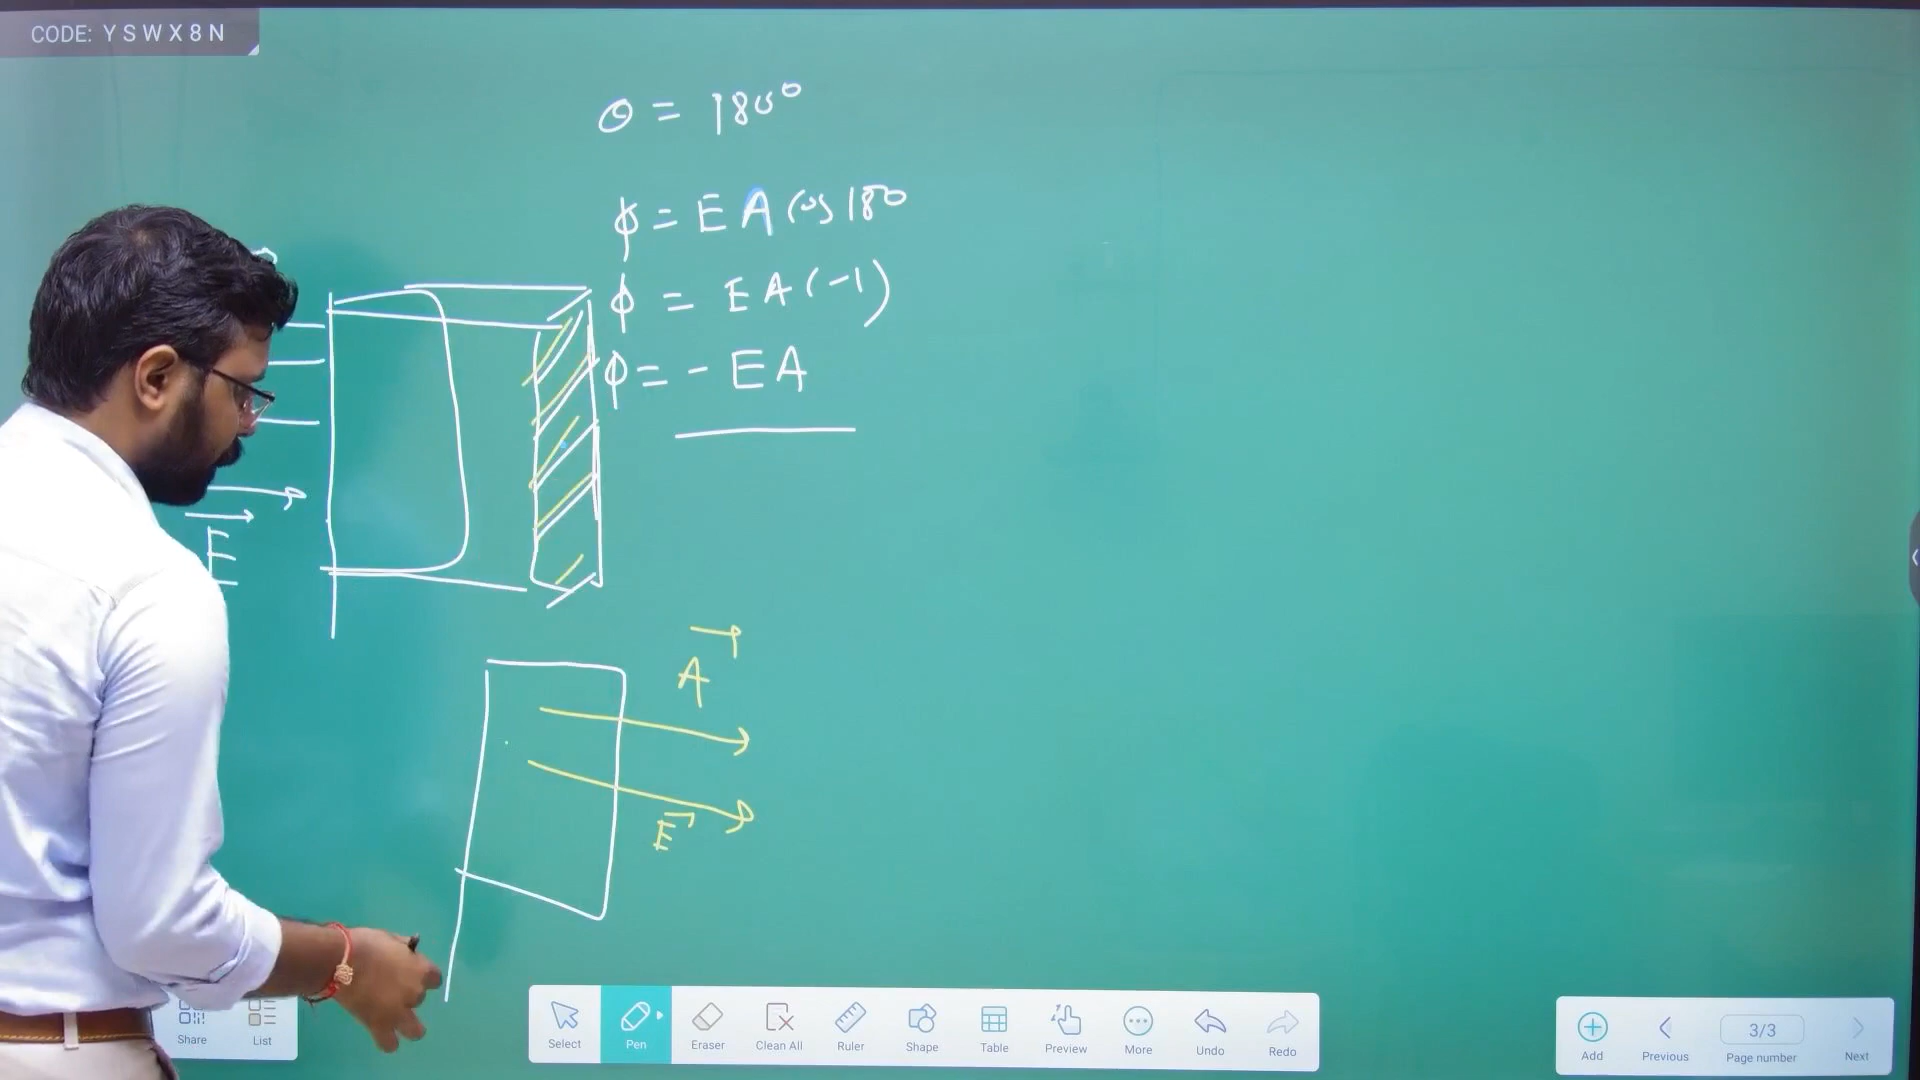 CODE: YSWX8N
θ = 180°
ϕ = EA cos 180
ϕ = EA(-1)
ϕ = - EA
E
A
E
Share
List
Select
Pen
Eraser
Clean All
Ruler
Shape
Table
Preview
More
Undo
Redo
Add
Previous
3/3
Page number
Next